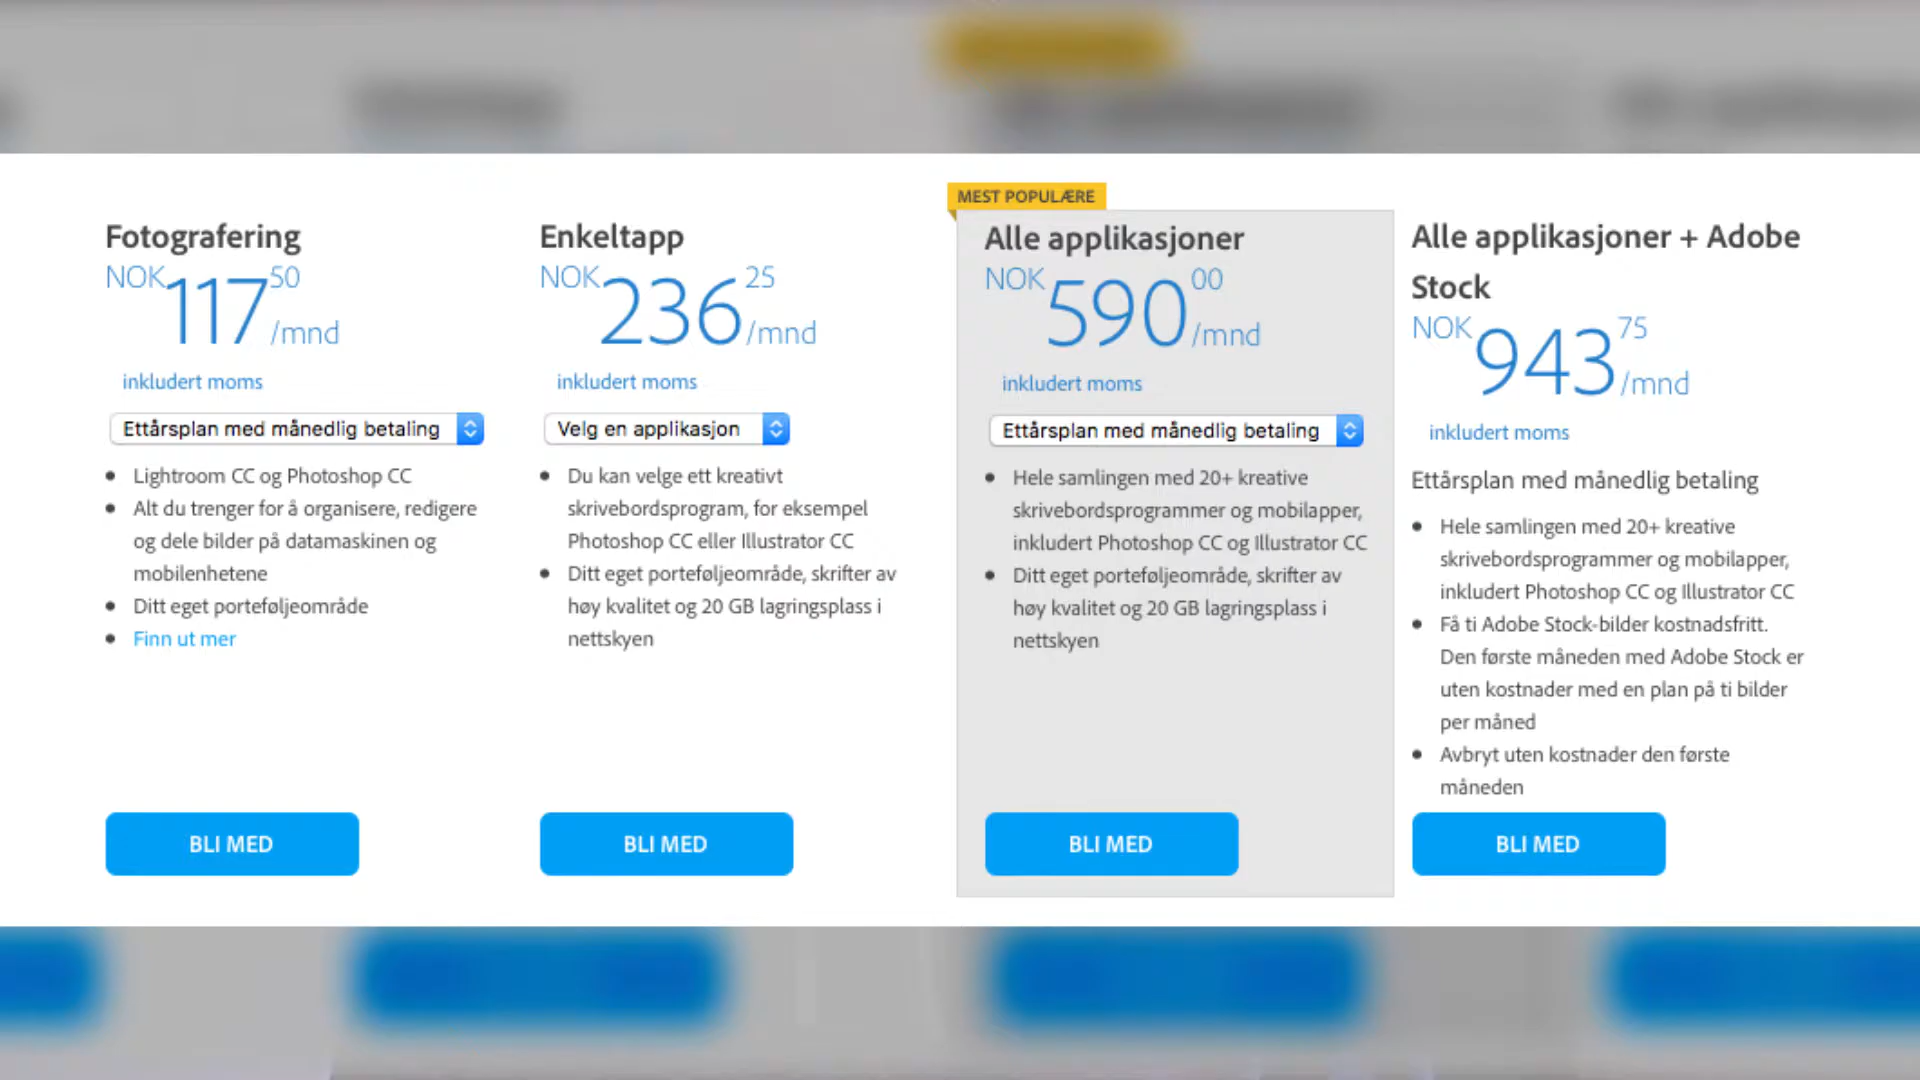 Fotografering
NOK 117 50 /mnd
inkludert moms
Ettårsplan med månedlig betaling
Lightroom CC og Photoshop CC
Alt du trenger for å organisere, redigere
og dele bilder på datamaskinen og
mobilenhetene
Ditt eget porteføljeområde
Finn ut mer
BLI MED
Enkeltapp
NOK 236 25 /mnd
inkludert moms
Velg en applikasjon
Du kan velge ett kreativt
skrivebordsprogram, for eksempel
Photoshop CC eller Illustrator CC
Ditt eget porteføljeområde, skrifter av
høy kvalitet og 20 GB lagringsplass i
nettskyen
BLI MED
MEST POPULÆRE
Alle applikasjoner
NOK 590 00 /mnd
inkludert moms
Ettårsplan med månedlig betaling
Hele samlingen med 20+ kreative
skrivebordsprogrammer og mobilapper,
inkludert Photoshop CC og Illustrator CC
Ditt eget porteføljeområde, skrifter av
høy kvalitet og 20 GB lagringsplass i
nettskyen
BLI MED
Alle applikasjoner + Adobe
Stock
NOK 943 75 /mnd
inkludert moms
Ettårsplan med månedlig betaling
Hele samlingen med 20+ kreative
skrivebordsprogrammer og mobilapper,
inkludert Photoshop CC og Illustrator CC
Få ti Adobe Stock-bilder kostnadsfritt.
Den første måneden med Adobe Stock er
uten kostnader med en plan på ti bilder
per måned
Avbryt uten kostnader den første
måneden
BLI MED